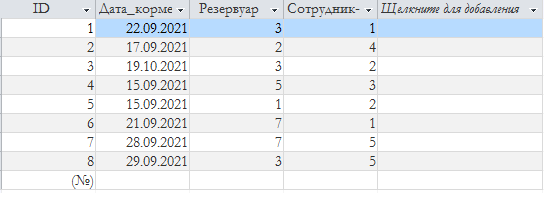 ID Дата_корме Резервуар Сотрудник- Щелкните для добавления
1 22.09.2021 3 1
2 17.09.2021 2 4
3 19.10.2021 3 2
4 15.09.2021 5 3
5 15.09.2021 1 2
6 21.09.2021 7 1
7 28.09.2021 7 5
8 29.09.2021 3 5
(№)